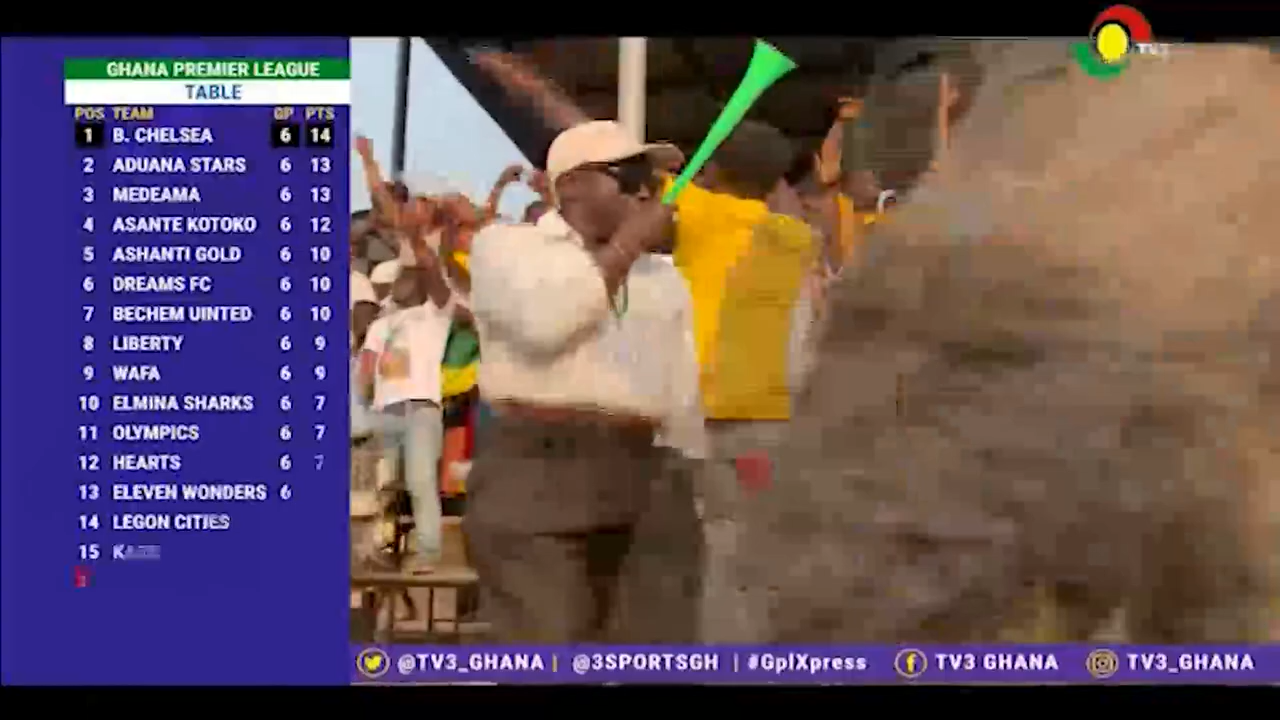 TV3
GHANA PREMIER LEAGUE
TABLE
POS TEAM GP PTS
1 B. CHELSEA 6 14
2 ADUANA STARS 6 13
3 MEDEAMA 6 13
4 ASANTE KOTOKO 6 12
5 ASHANTI GOLD 6 10
6 DREAMS FC 6 10
7 BECHEM UINTED 6 10
8 LIBERTY 6 9
9 WAFA 6 9
10 ELMINA SHARKS 6 7
11 OLYMPICS 6 7
12 HEARTS 6 7
13 ELEVEN WONDERS 6
14 LEGON CITIES
15
@TV3_GHANA | @3SPORTSGH | #GplXpress TV3 GHANA TV3_GHANA